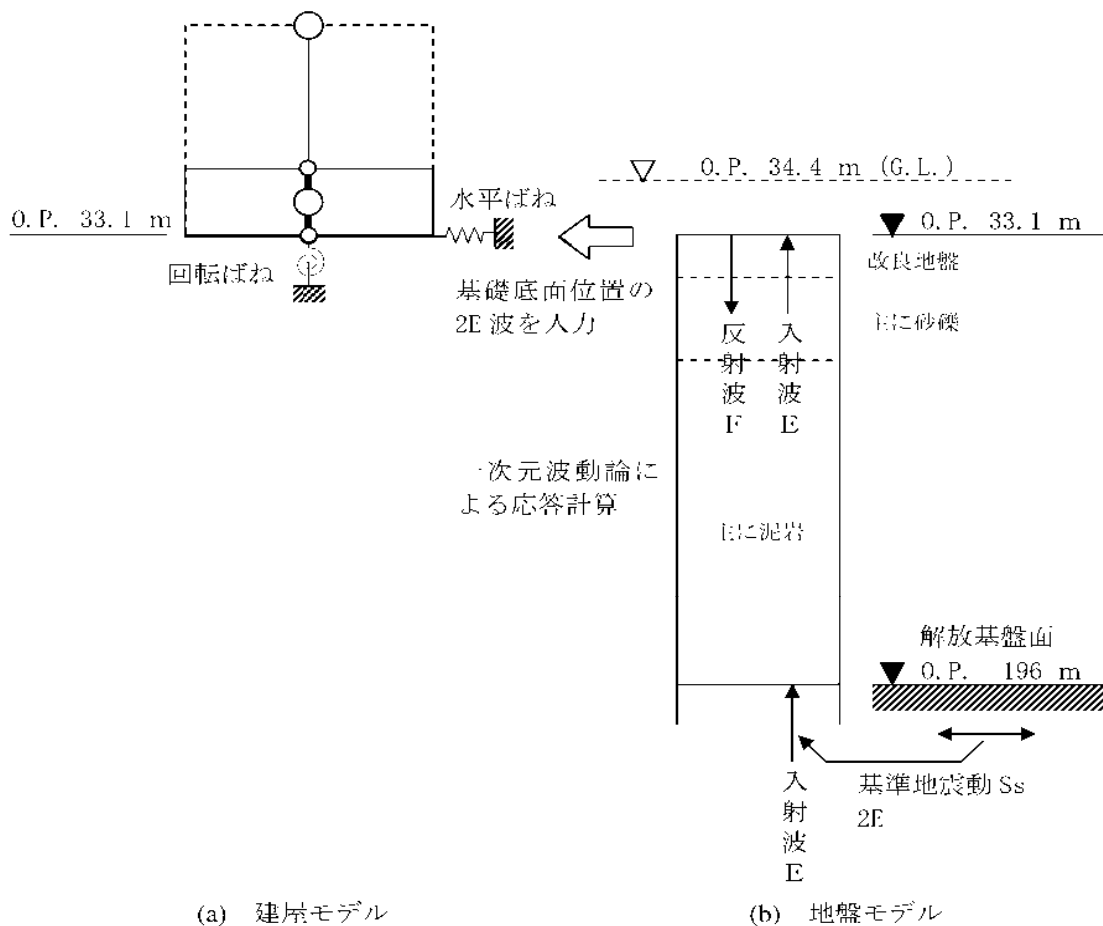 O.P. 34.4 m (G.L.)
O.P. 33.1 m
水平ばね
O.P. 33.1 m
回転ばね
改良地盤
基礎底面位置の
2E 波を入力
主に砂礫
反射波F
入射波E
一次元波動論に
よる応答計算
主に泥岩
解放基盤面
O.P. 196 m
基準地震動 Ss
2E
入射波E
(a) 建屋モデル
(b) 地盤モデル